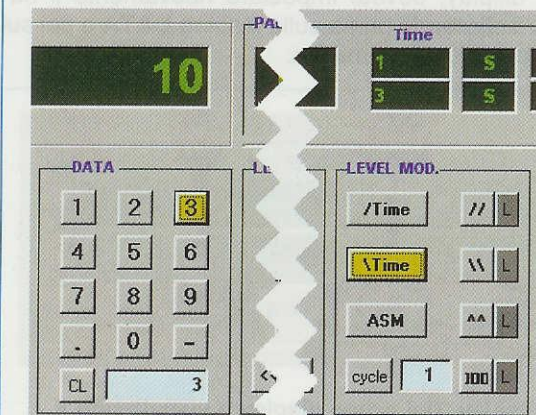 PA
Time
10
1 S
3 S
DATA
LE
LEVEL MOD.
1 2 3
/Time // L
4 5 6
\Time \\ L
7 8 9
ASM ^^ L
. 0 -
CL 3
cycle 1 L